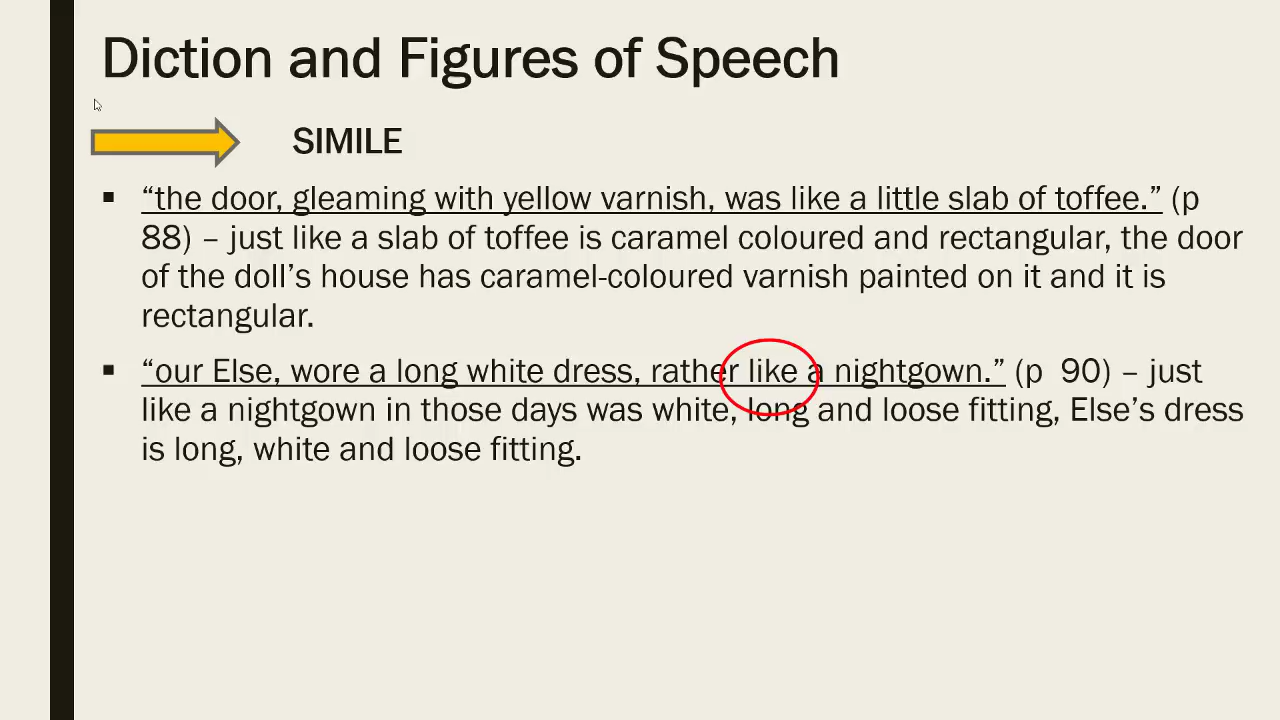 Diction and Figures of Speech
SIMILE
▪ “the door, gleaming with yellow varnish, was like a little slab of toffee.” (p
88) – just like a slab of toffee is caramel coloured and rectangular, the door
of the doll’s house has caramel-coloured varnish painted on it and it is
rectangular.
▪ “our Else, wore a long white dress, rather like a nightgown.” (p 90) – just
like a nightgown in those days was white, long and loose fitting, Else’s dress
is long, white and loose fitting.